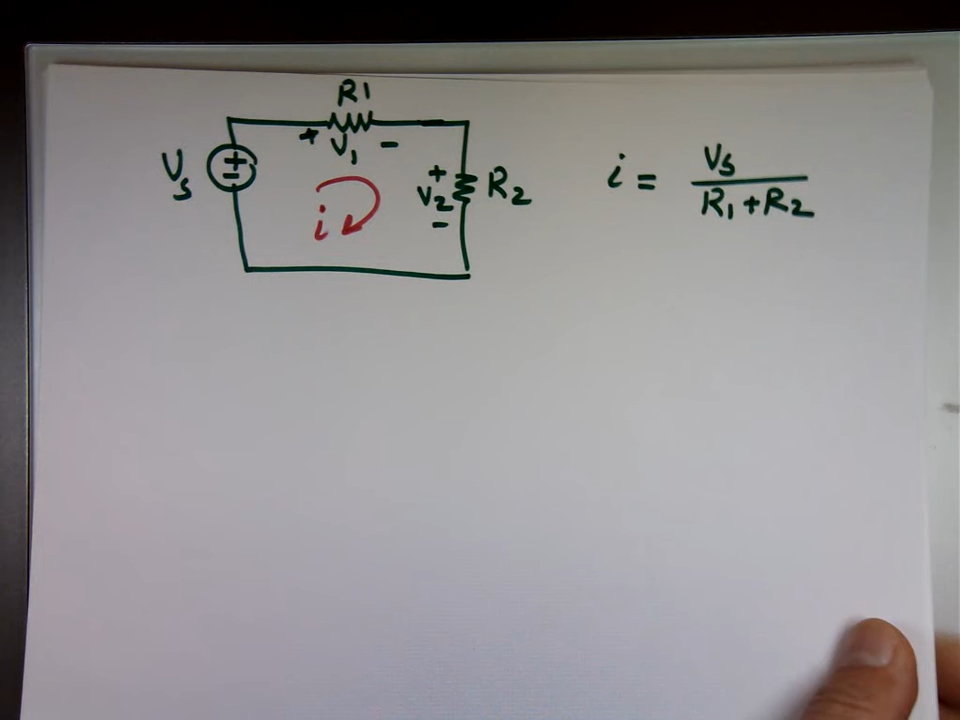 R1
+ V1 -
Vs + -
+ V2 - R2
i
i = Vs / (R1 + R2)